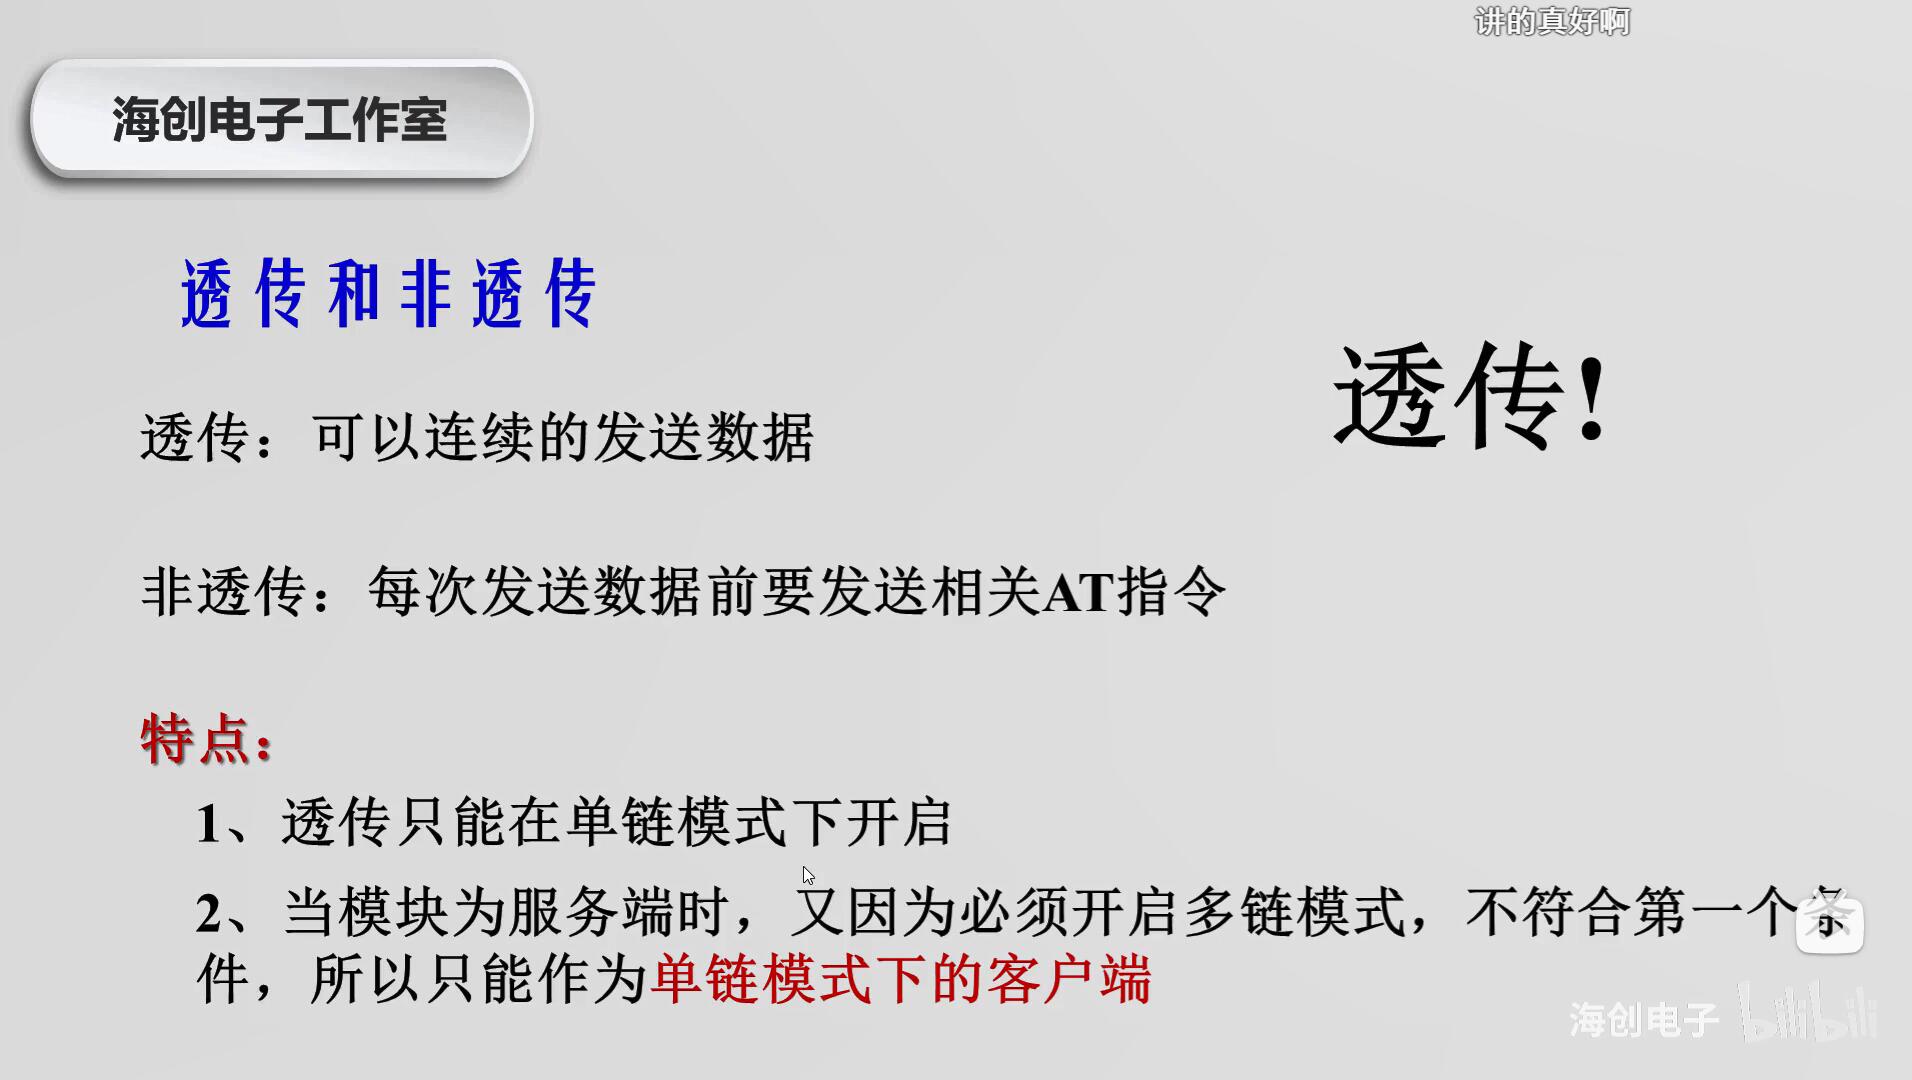 讲的真好啊
海创电子工作室
透传和非透传
透传！
透传：可以连续的发送数据
非透传：每次发送数据前要发送相关AT指令
特点：
1、透传只能在单链模式下开启
2、当模块为服务端时，又因为必须开启多链模式，不符合第一个条
件，所以只能作为单链模式下的客户端
海创电子 bilibili